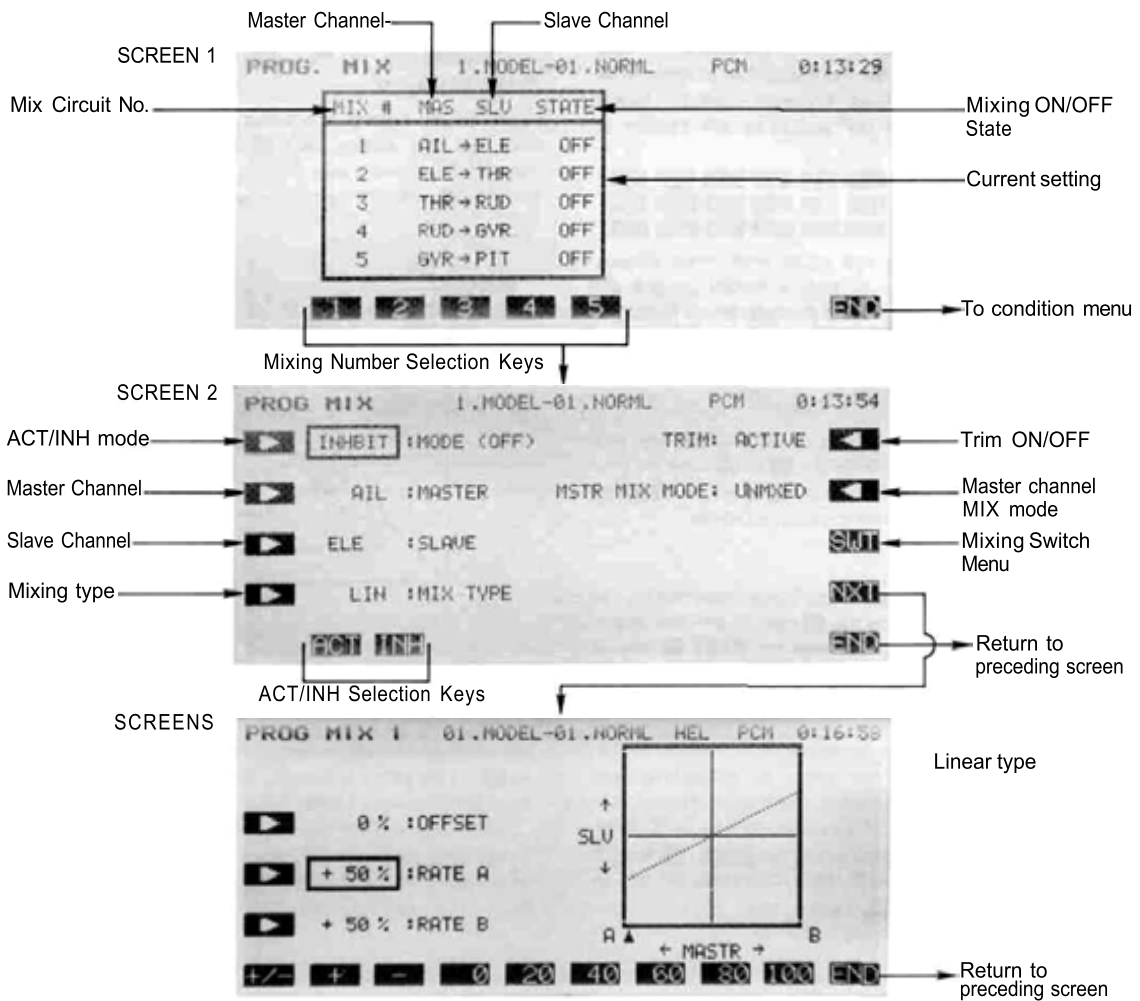 Master Channel
Slave Channel
SCREEN 1
PROG. MIX 1.MODEL-01.NORML PCM 0:13:29
Mix Circuit No.
MIX # MAS SLV STATE
Mixing ON/OFF
State
1 AIL→ELE OFF
2 ELE→THR OFF
Current setting
3 THR→RUD OFF
4 RUD→GYR OFF
5 GYR→PIT OFF
1 2 3 4 5 END
To condition menu
Mixing Number Selection Keys
SCREEN 2
PROG MIX 1.MODEL-01.NORML PCM 0:13:54
ACT/INH mode
INHBIT :MODE (OFF) TRIM: ACTIVE
Trim ON/OFF
Master Channel
AIL :MASTER MSTR MIX MODE: UNMXED
Master channel
MIX mode
Slave Channel
ELE :SLAVE SWT
Mixing Switch
Menu
Mixing type
LIN :MIX TYPE NXT
ACT INH END
Return to
preceding screen
ACT/INH Selection Keys
SCREENS
PROG MIX 1 01.MODEL-01.NORML HEL PCM 0:16:58
Linear type
0 % :OFFSET
↑
SLV
↓
+ 50 % :RATE A
+ 50 % :RATE B
A B
← MASTR →
+/- + - 0 20 40 60 80 100 END
Return to
preceding screen